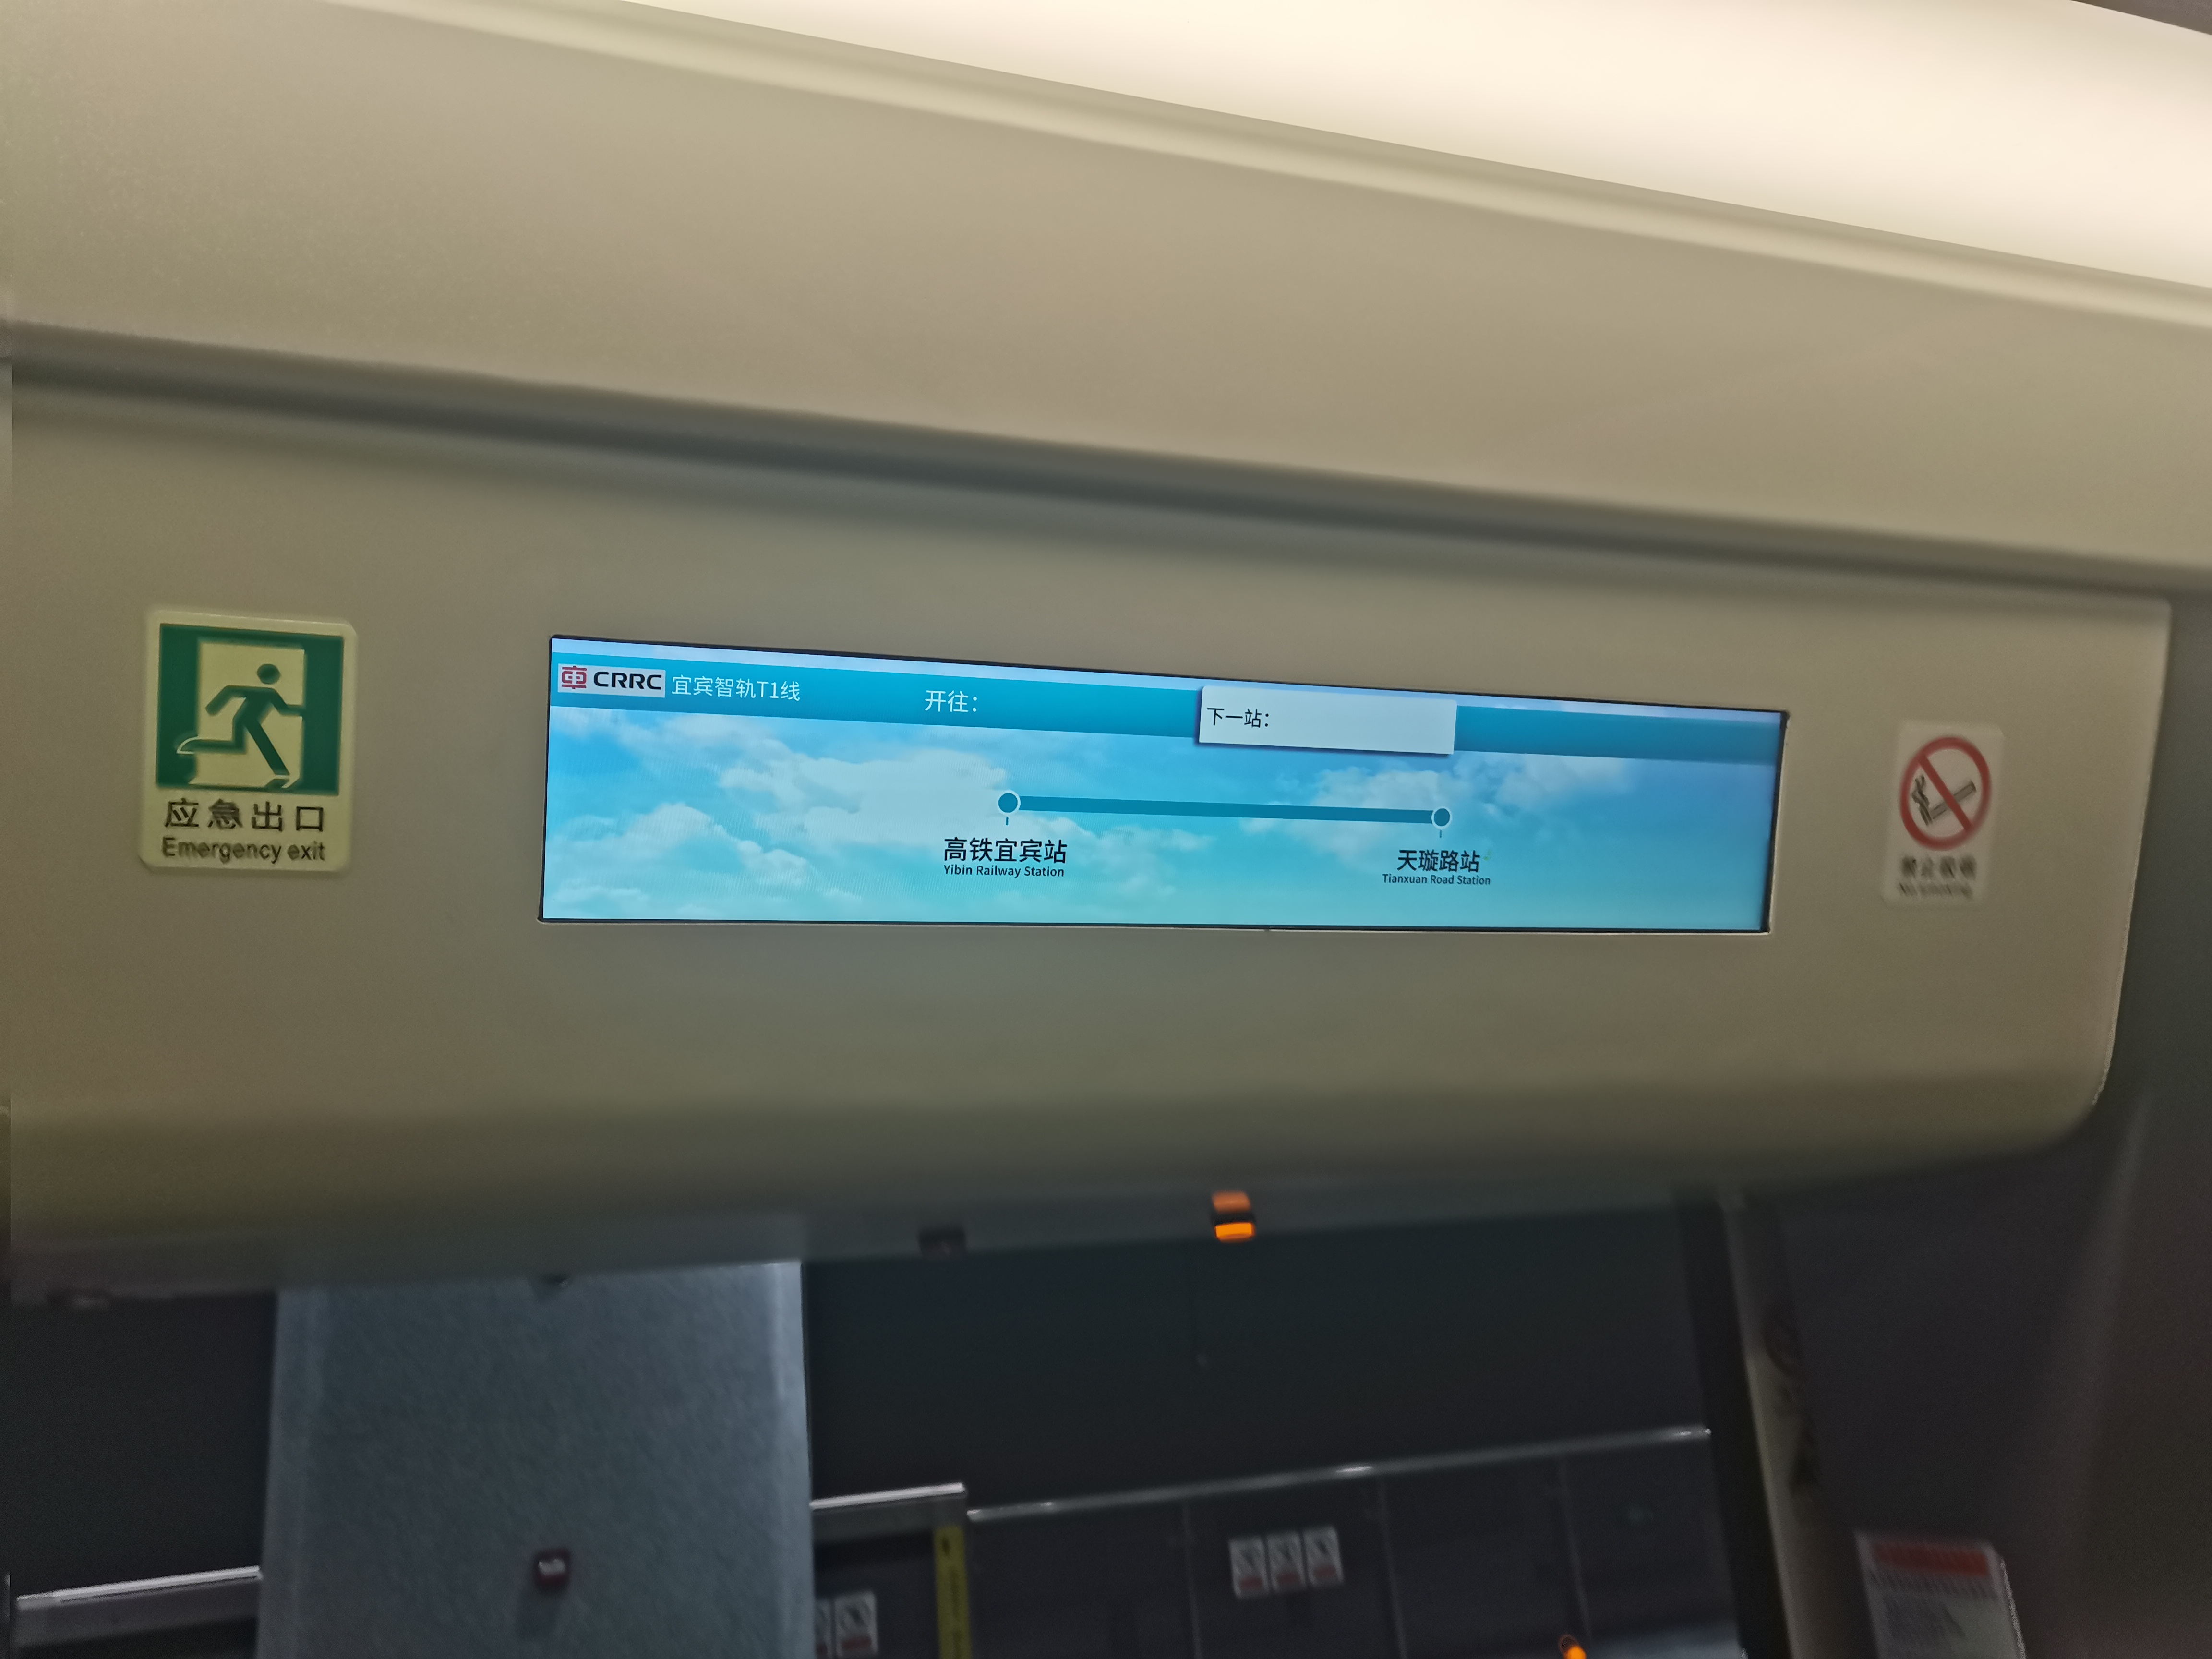 应急出口
Emergency exit
CRRC 宜宾智轨T1线
开往：
下一站：
高铁宜宾站
Yibin Railway Station
天璇路站
Tianxuan Road Station